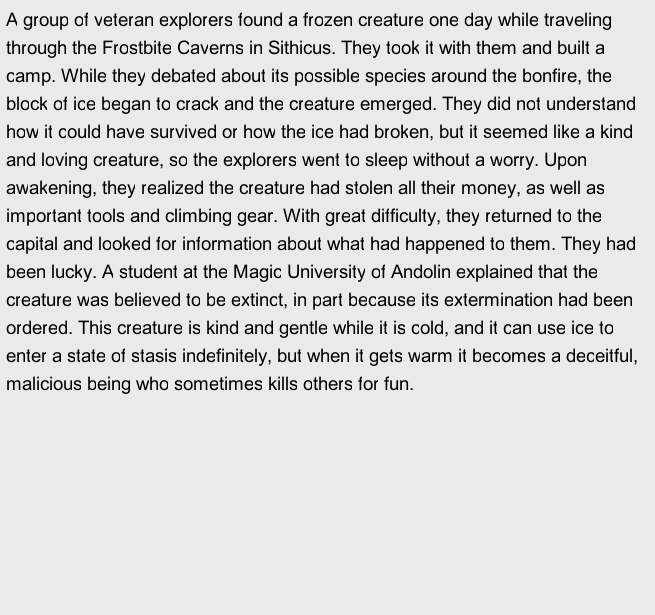 A group of veteran explorers found a frozen creature one day while traveling
through the Frostbite Caverns in Sithicus. They took it with them and built a
camp. While they debated about its possible species around the bonfire, the
block of ice began to crack and the creature emerged. They did not understand
how it could have survived or how the ice had broken, but it seemed like a kind
and loving creature, so the explorers went to sleep without a worry. Upon
awakening, they realized the creature had stolen all their money, as well as
important tools and climbing gear. With great difficulty, they returned to the
capital and looked for information about what had happened to them. They had
been lucky. A student at the Magic University of Andolin explained that the
creature was believed to be extinct, in part because its extermination had been
ordered. This creature is kind and gentle while it is cold, and it can use ice to
enter a state of stasis indefinitely, but when it gets warm it becomes a deceitful,
malicious being who sometimes kills others for fun.